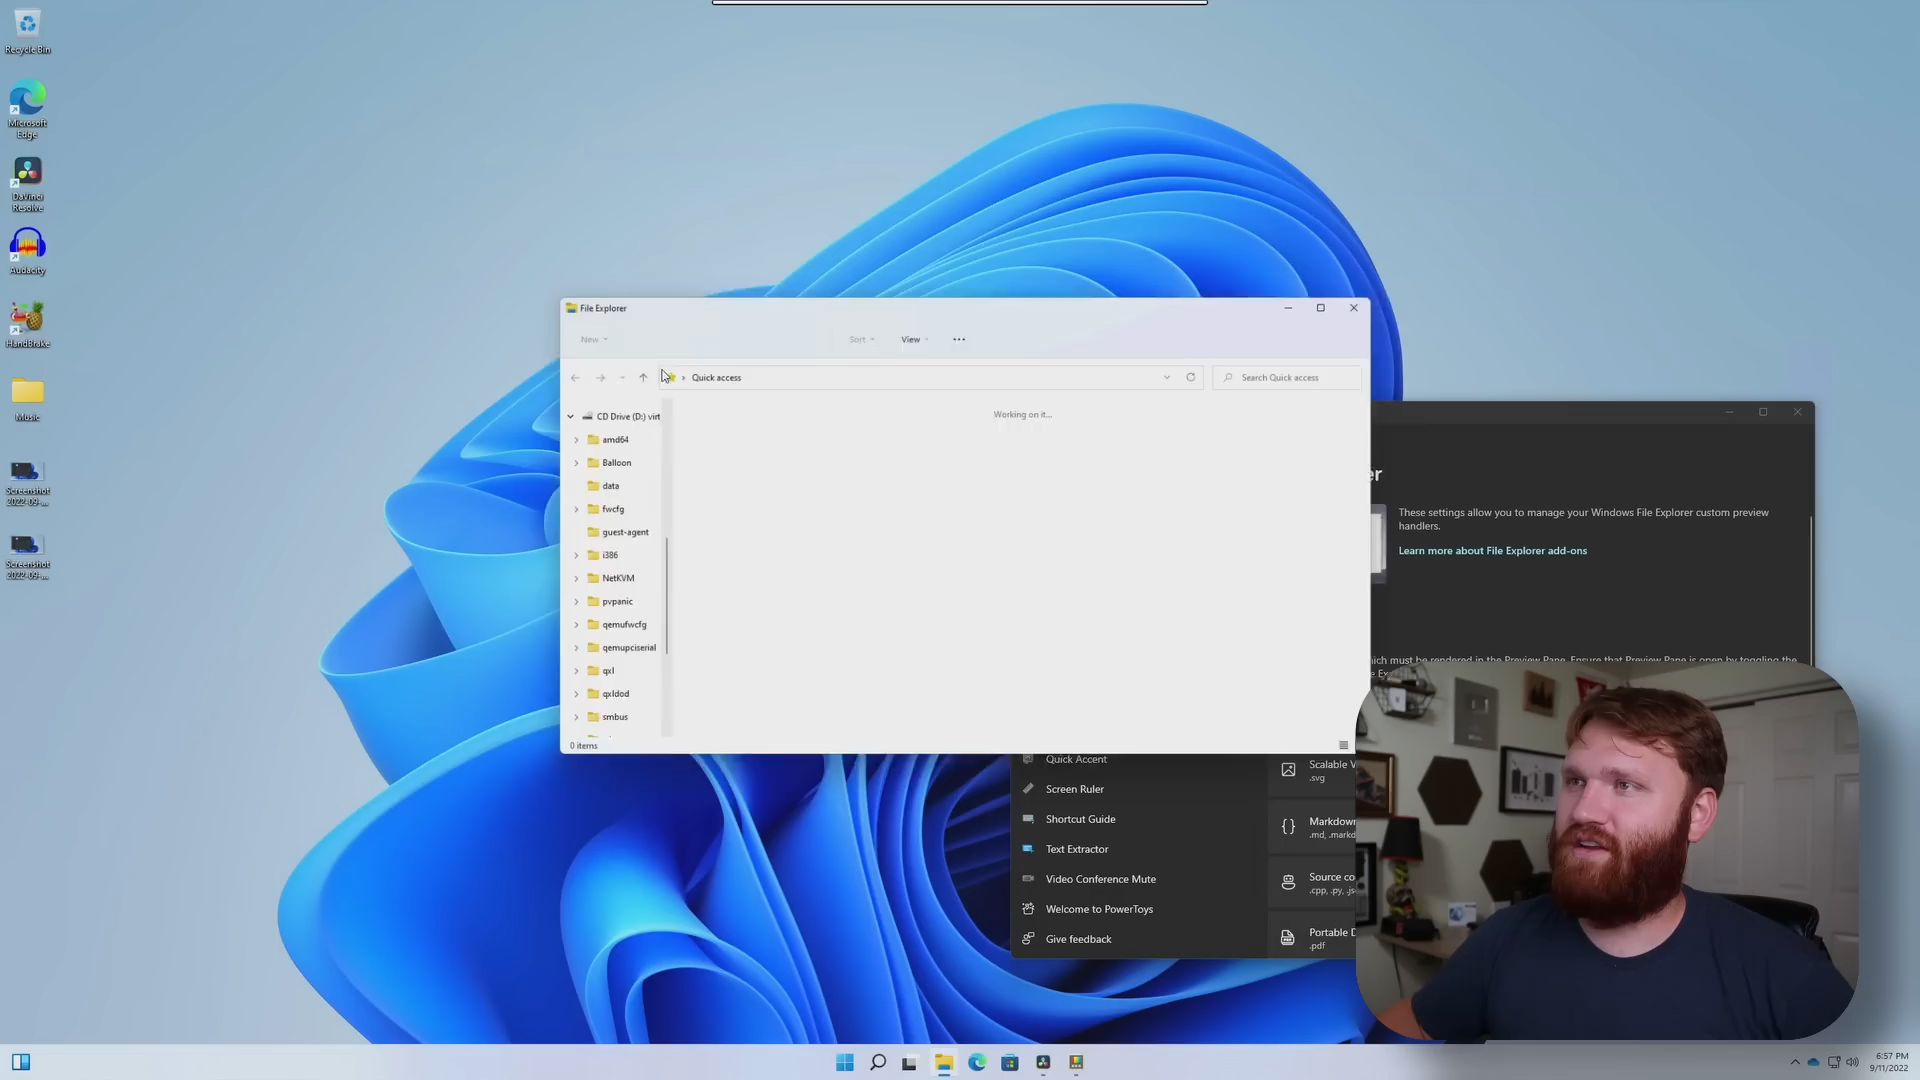 Recycle Bin
Microsoft
Edge
DaVinci
Resolve
Audacity
HandBrake
Music
Screenshot
2022-09-...
Screenshot
2022-09-...
File Explorer
New
Sort
View
Quick access
Search Quick access
CD Drive (D:) virt
amd64
Balloon
data
fwcfg
guest-agent
i386
NetKVM
pvpanic
qemufwcfg
qemupciserial
qxl
qxldod
smbus
0 items
Working on it...
er
These settings allow you to manage your Windows File Explorer custom preview
handlers.
Learn more about File Explorer add-ons
hich must be rendered in the Preview Pane. Ensure that Preview Pane is open by toggling the
Quick Accent
Screen Ruler
Shortcut Guide
Text Extractor
Video Conference Mute
Welcome to PowerToys
Give feedback
Scalable V
.svg
Markdown
.md, .markd
Source co
.cpp, .py, .js
Portable D
.pdf
6:57 PM
9/11/2022